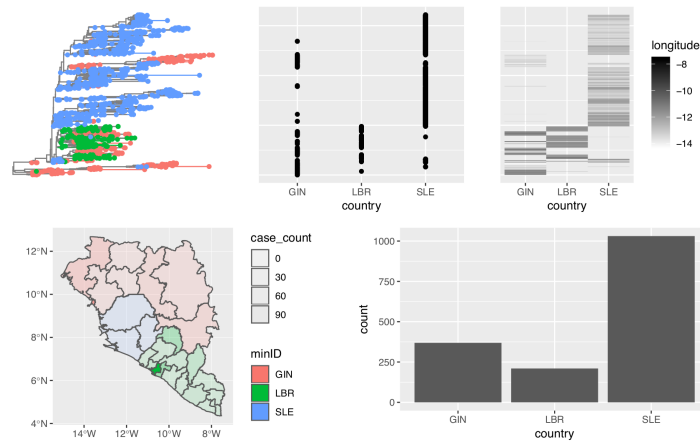 GIN LBR SLE
country
GIN LBR SLE
country
longitude
−8
−10
−12
−14
12°N
10°N
8°N
6°N
4°N
14°W 12°W 10°W 8°W
case_count
0
30
60
90
minID
GIN
LBR
SLE
count
1000
750
500
250
0
GIN LBR SLE
country